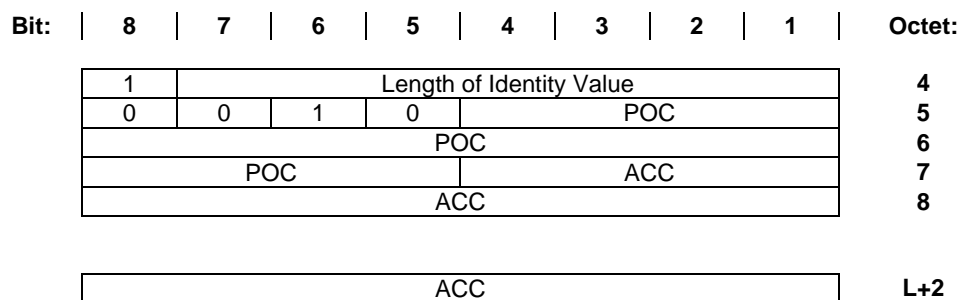 Bit: 8 7 6 5 4 3 2 1 Octet:
1 Length of Identity Value 4
0 0 1 0 POC 5
POC 6
POC ACC 7
ACC 8
ACC L+2